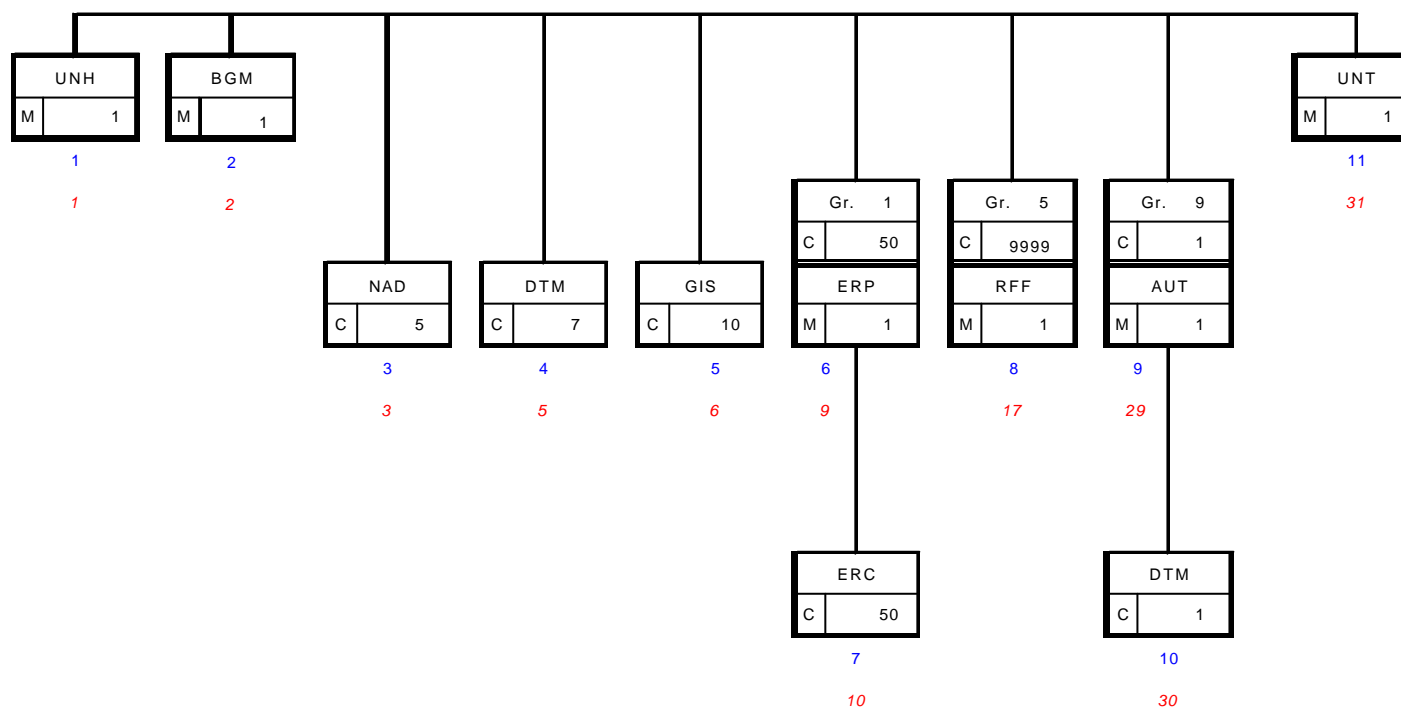 UNH
M 1
1
1
BGM
M 1
2
2
NAD
C 5
3
3
DTM
C 7
4
5
GIS
C 10
5
6
Gr. 1
C 50
ERP
M 1
6
9
ERC
C 50
7
10
Gr. 5
C 9999
RFF
M 1
8
17
Gr. 9
C 1
AUT
M 1
9
29
DTM
C 1
10
30
UNT
M 1
11
31